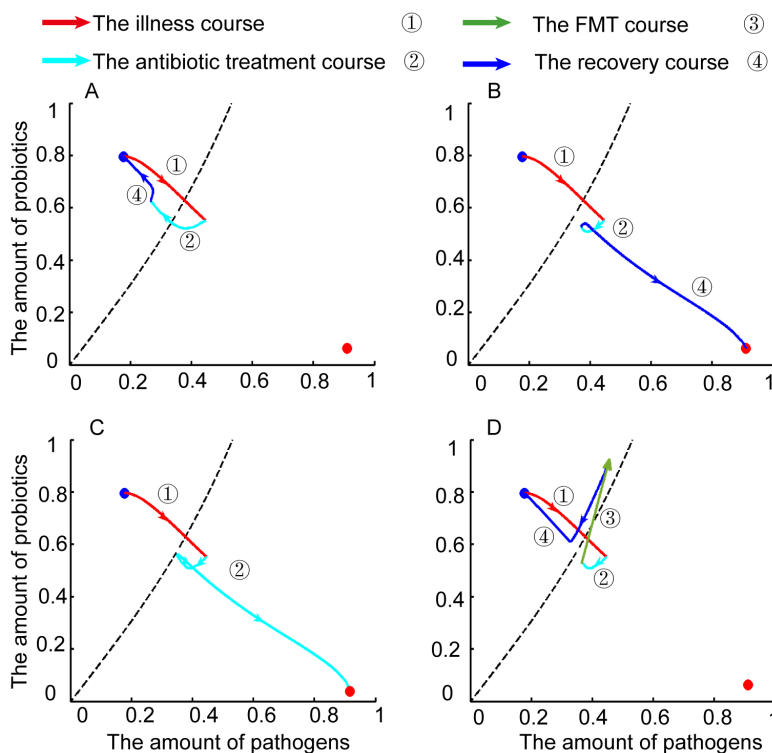 The illness course ① The FMT course ③
The antibiotic treatment course ② The recovery course ④
A B
1 1
0.8 0.8
0.6 0.6
0.4 0.4
0.2 0.2
0 0
0 0.2 0.4 0.6 0.8 1 0 0.2 0.4 0.6 0.8 1
The amount of probiotics
① ② ④
① ② ④
C D
1 1
0.8 0.8
0.6 0.6
0.4 0.4
0.2 0.2
0 0
0 0.2 0.4 0.6 0.8 1 0 0.2 0.4 0.6 0.8 1
The amount of probiotics
① ②
① ③ ④ ②
The amount of pathogens The amount of pathogens